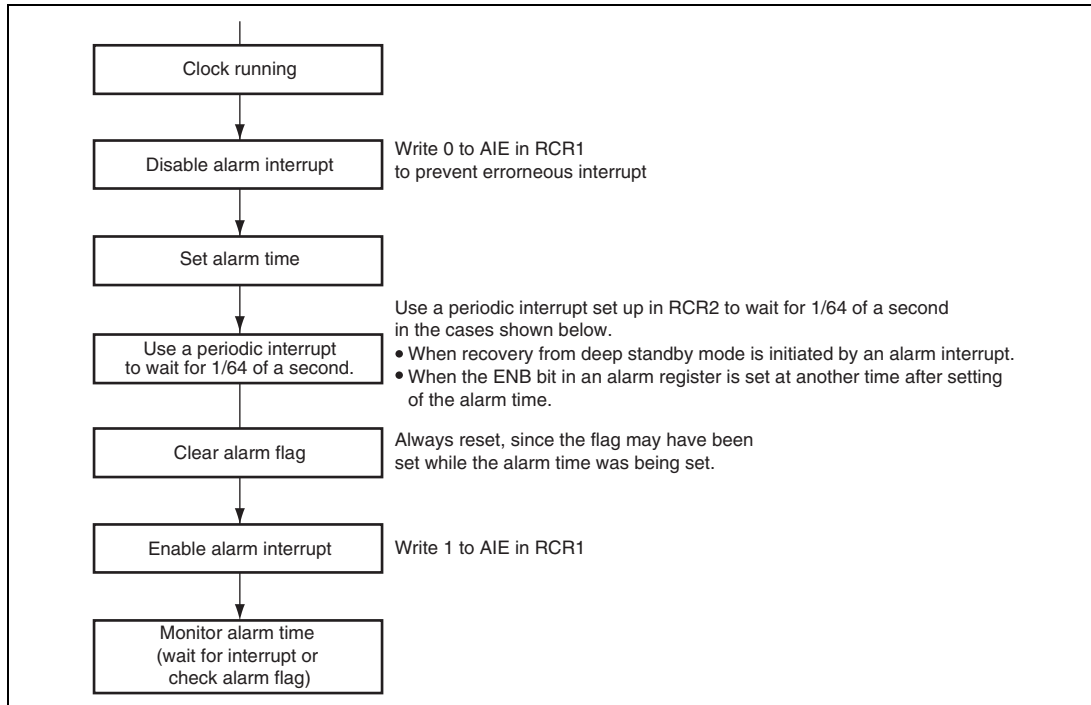 Clock running
Disable alarm interrupt
Write 0 to AIE in RCR1
to prevent errorneous interrupt
Set alarm time
Use a periodic interrupt set up in RCR2 to wait for 1/64 of a second
in the cases shown below.
Use a periodic interrupt
to wait for 1/64 of a second.
• When recovery from deep standby mode is initiated by an alarm interrupt.
• When the ENB bit in an alarm register is set at another time after setting
of the alarm time.
Clear alarm flag
Always reset, since the flag may have been
set while the alarm time was being set.
Enable alarm interrupt
Write 1 to AIE in RCR1
Monitor alarm time
(wait for interrupt or
check alarm flag)